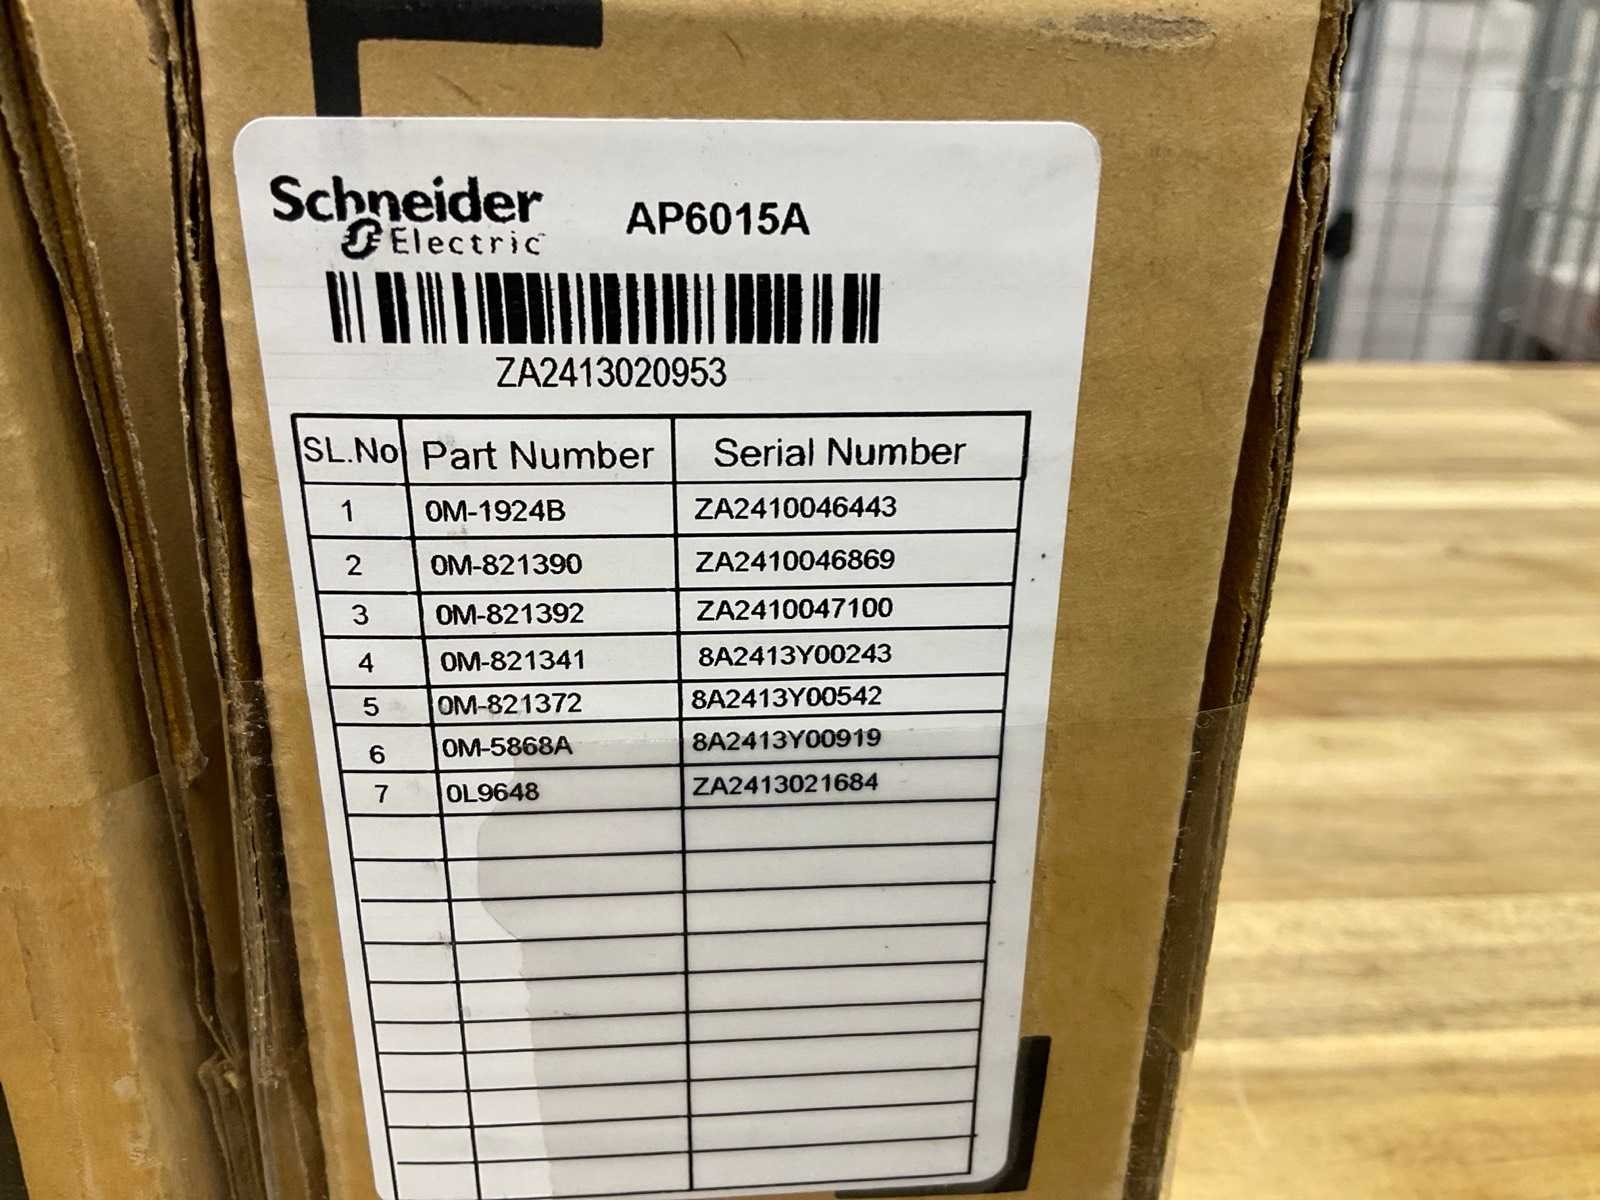 Schneider
Electric
AP6015A
ZA2413020953
SL.No Part Number Serial Number
1 0M-1924B ZA2410046443
2 0M-821390 ZA2410046869
3 0M-821392 ZA2410047100
4 0M-821341 8A2413Y00243
5 0M-821372 8A2413Y00542
6 0M-5868A 8A2413Y00919
7 0L9648 ZA2413021684